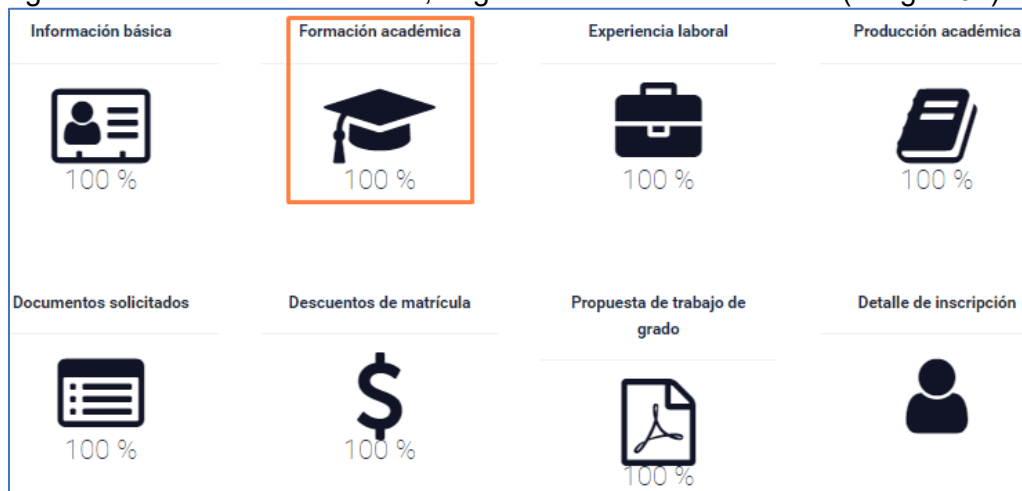 Información básica
Formación académica
Experiencia laboral
Producción académica
100 %
100 %
100 %
100 %
Documentos solicitados
Descuentos de matrícula
Propuesta de trabajo de
grado
Detalle de inscripción
100 %
100 %
100 %